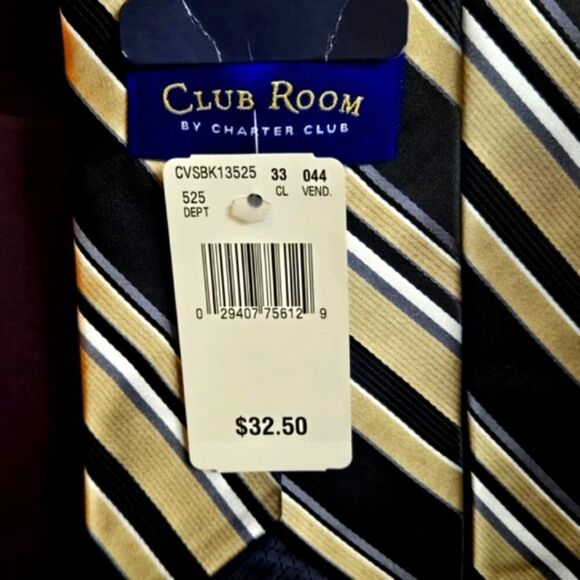 CLUB ROOM
BY CHARTER CLUB
CVSBK13525 33 044
525 CL VEND.
DEPT
0 29407 75612 9
$32.50